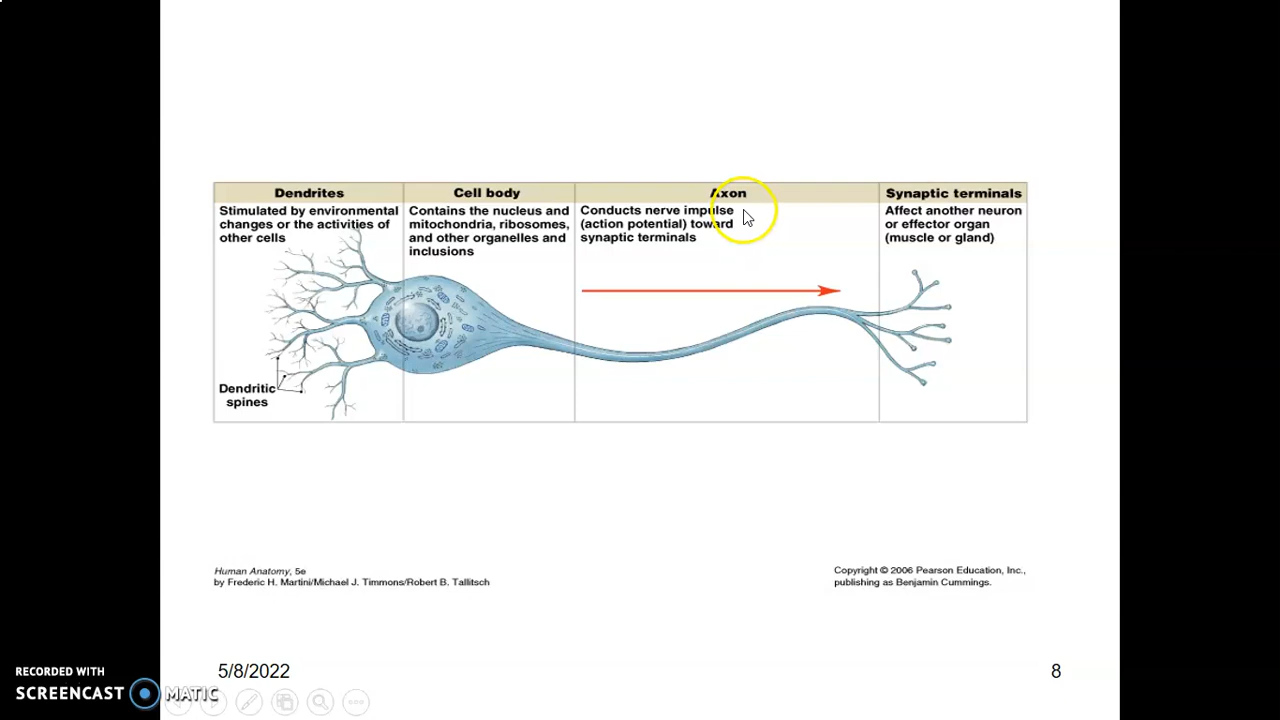 Dendrites
Stimulated by environmental
changes or the activities of
other cells
Dendritic
spines
Cell body
Contains the nucleus and
mitochondria, ribosomes,
and other organelles and
inclusions
Axon
Conducts nerve impulse
(action potential) toward
synaptic terminals
Synaptic terminals
Affect another neuron
or effector organ
(muscle or gland)
Human Anatomy, 5e
by Frederic H. Martini/Michael J. Timmons/Robert B. Tallitsch
Copyright © 2006 Pearson Education, Inc.,
publishing as Benjamin Cummings.
5/8/2022
8
RECORDED WITH
SCREENCAST MATIC